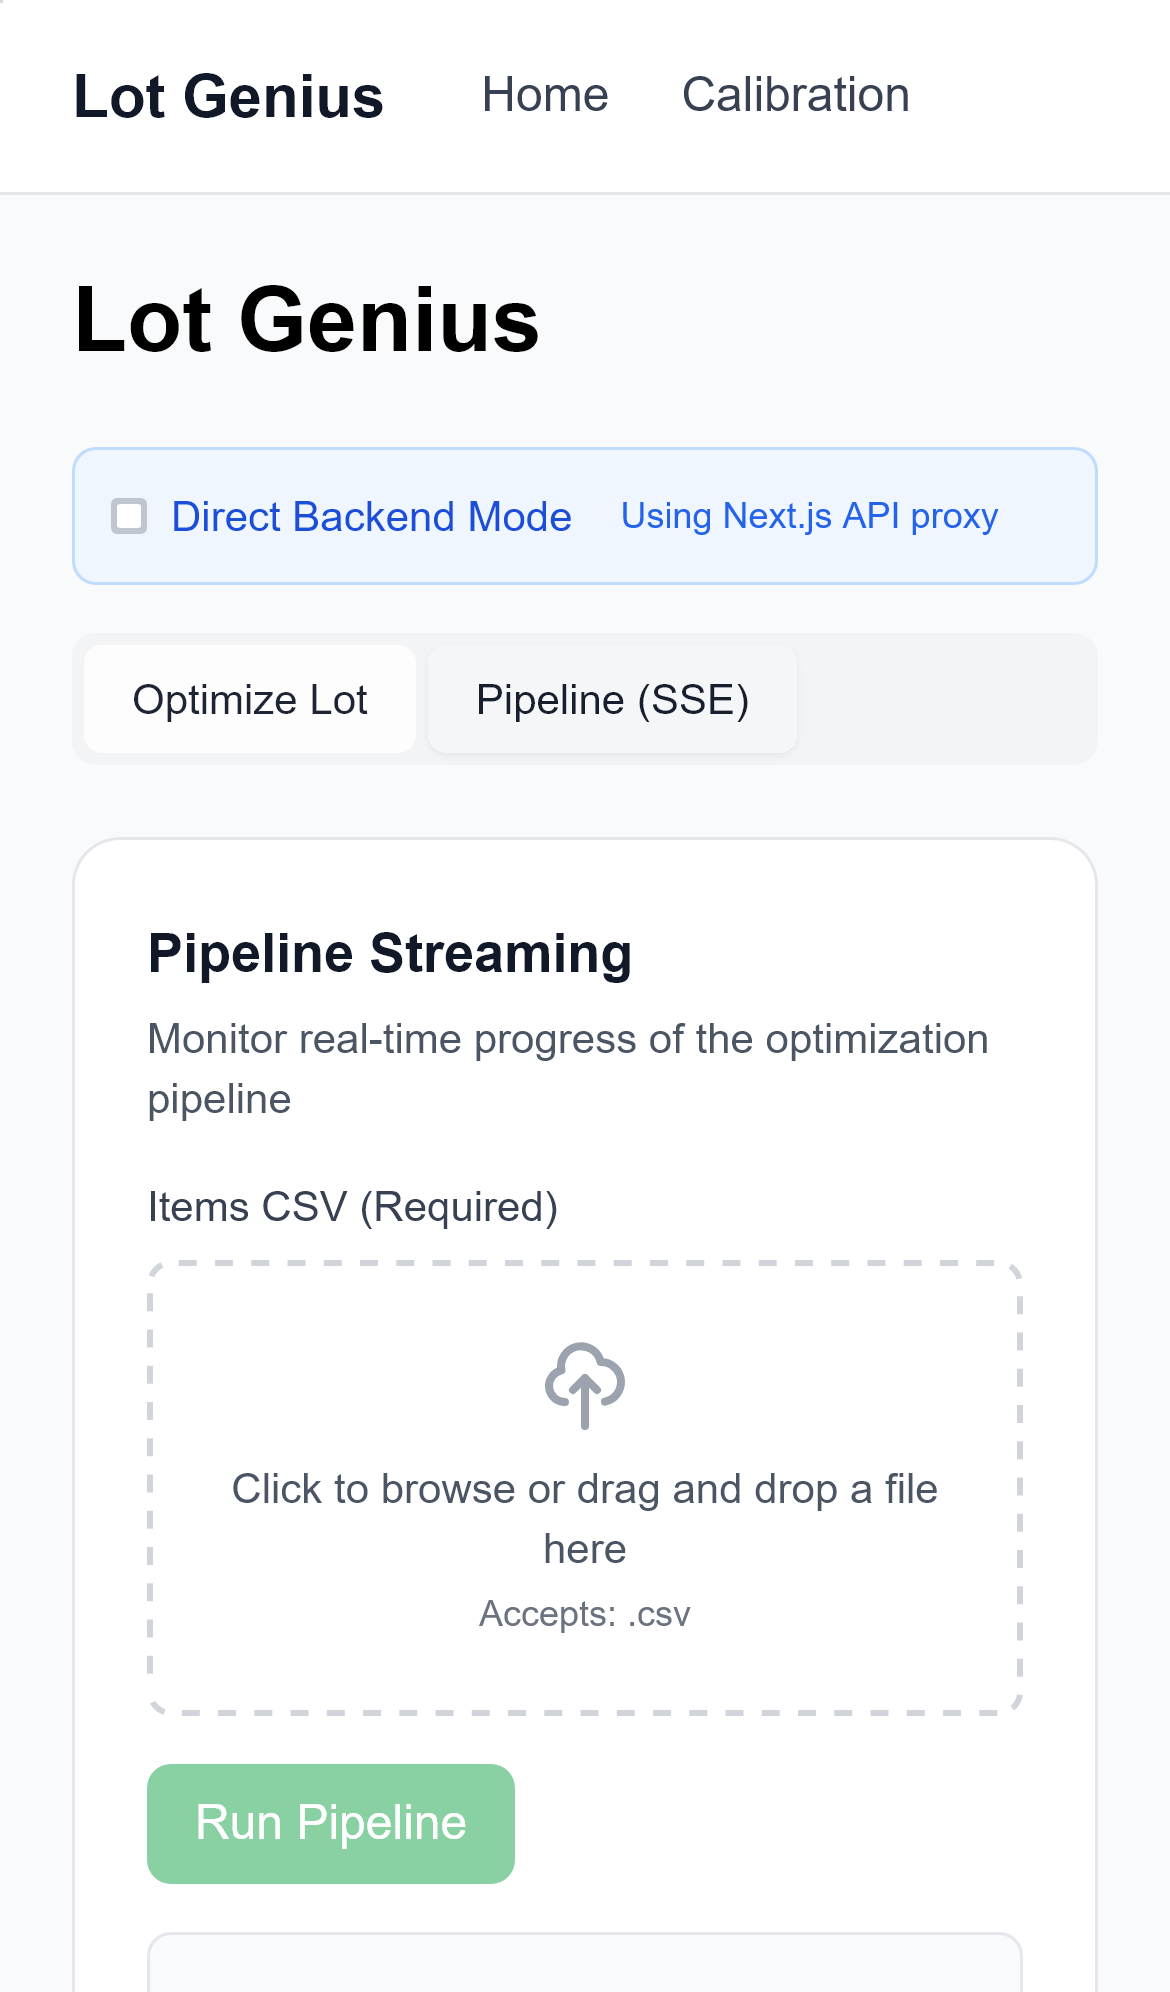 Lot Genius
Home
Calibration
Lot Genius
Direct Backend Mode
Using Next.js API proxy
Optimize Lot
Pipeline (SSE)
Pipeline Streaming
Monitor real-time progress of the optimization
pipeline
Items CSV (Required)
Click to browse or drag and drop a file
here
Accepts: .csv
Run Pipeline